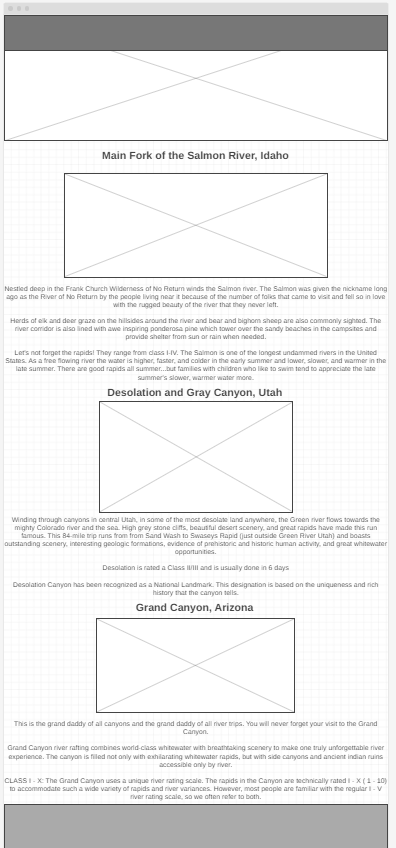 Main Fork of the Salmon River, Idaho
Nestled deep in the Frank Church Wilderness of No Return winds the Salmon river. The Salmon was given the nickname long
ago as the River of No Return by the people living near it because of the number of folks that came to visit and fell so in love
with the rugged beauty of the river that they never left.
Herds of elk and deer graze on the hillsides around the river and bear and bighorn sheep are also commonly sighted. The
river corridor is also lined with awe inspiring ponderosa pine which tower over the sandy beaches in the campsites and
provide shelter from sun or rain when needed.
Let's not forget the rapids! They range from class I-IV. The Salmon is one of the longest undammed rivers in the United
States. As a free flowing river the water is higher, faster, and colder in the early summer and lower, slower, and warmer in the
late summer. There are good rapids all summer...but families with children who like to swim tend to appreciate the late
summer's slower, warmer water more.
Desolation and Gray Canyon, Utah
Winding through canyons in central Utah, in some of the most desolate land anywhere, the Green river flows towards the
mighty Colorado river and the sea. High grey stone cliffs, beautiful desert scenery, and great rapids have made this run
famous. This 84-mile trip runs from from Sand Wash to Swaseys Rapid (just outside Green River Utah) and boasts
outstanding scenery, interesting geologic formations, evidence of prehistoric and historic human activity, and great whitewater
opportunities.
Desolation is rated a Class II/III and is usually done in 6 days
Desolation Canyon has been recognized as a National Landmark. This designation is based on the uniqueness and rich
history that the canyon tells.
Grand Canyon, Arizona
This is the grand daddy of all canyons and the grand daddy of all river trips. You will never forget your visit to the Grand
Canyon.
Grand Canyon river rafting combines world-class whitewater with breathtaking scenery to make one truly unforgettable river
experience. The canyon is filled not only with exhilarating whitewater rapids, but with side canyons and ancient indian ruins
accessible only by river.
CLASS I - X: The Grand Canyon uses a unique river rating scale. The rapids in the Canyon are technically rated I - X ( 1 - 10)
to accommodate such a wide variety of rapids and river variances. However, most people are familiar with the regular I - V
river rating scale, so we often refer to both.